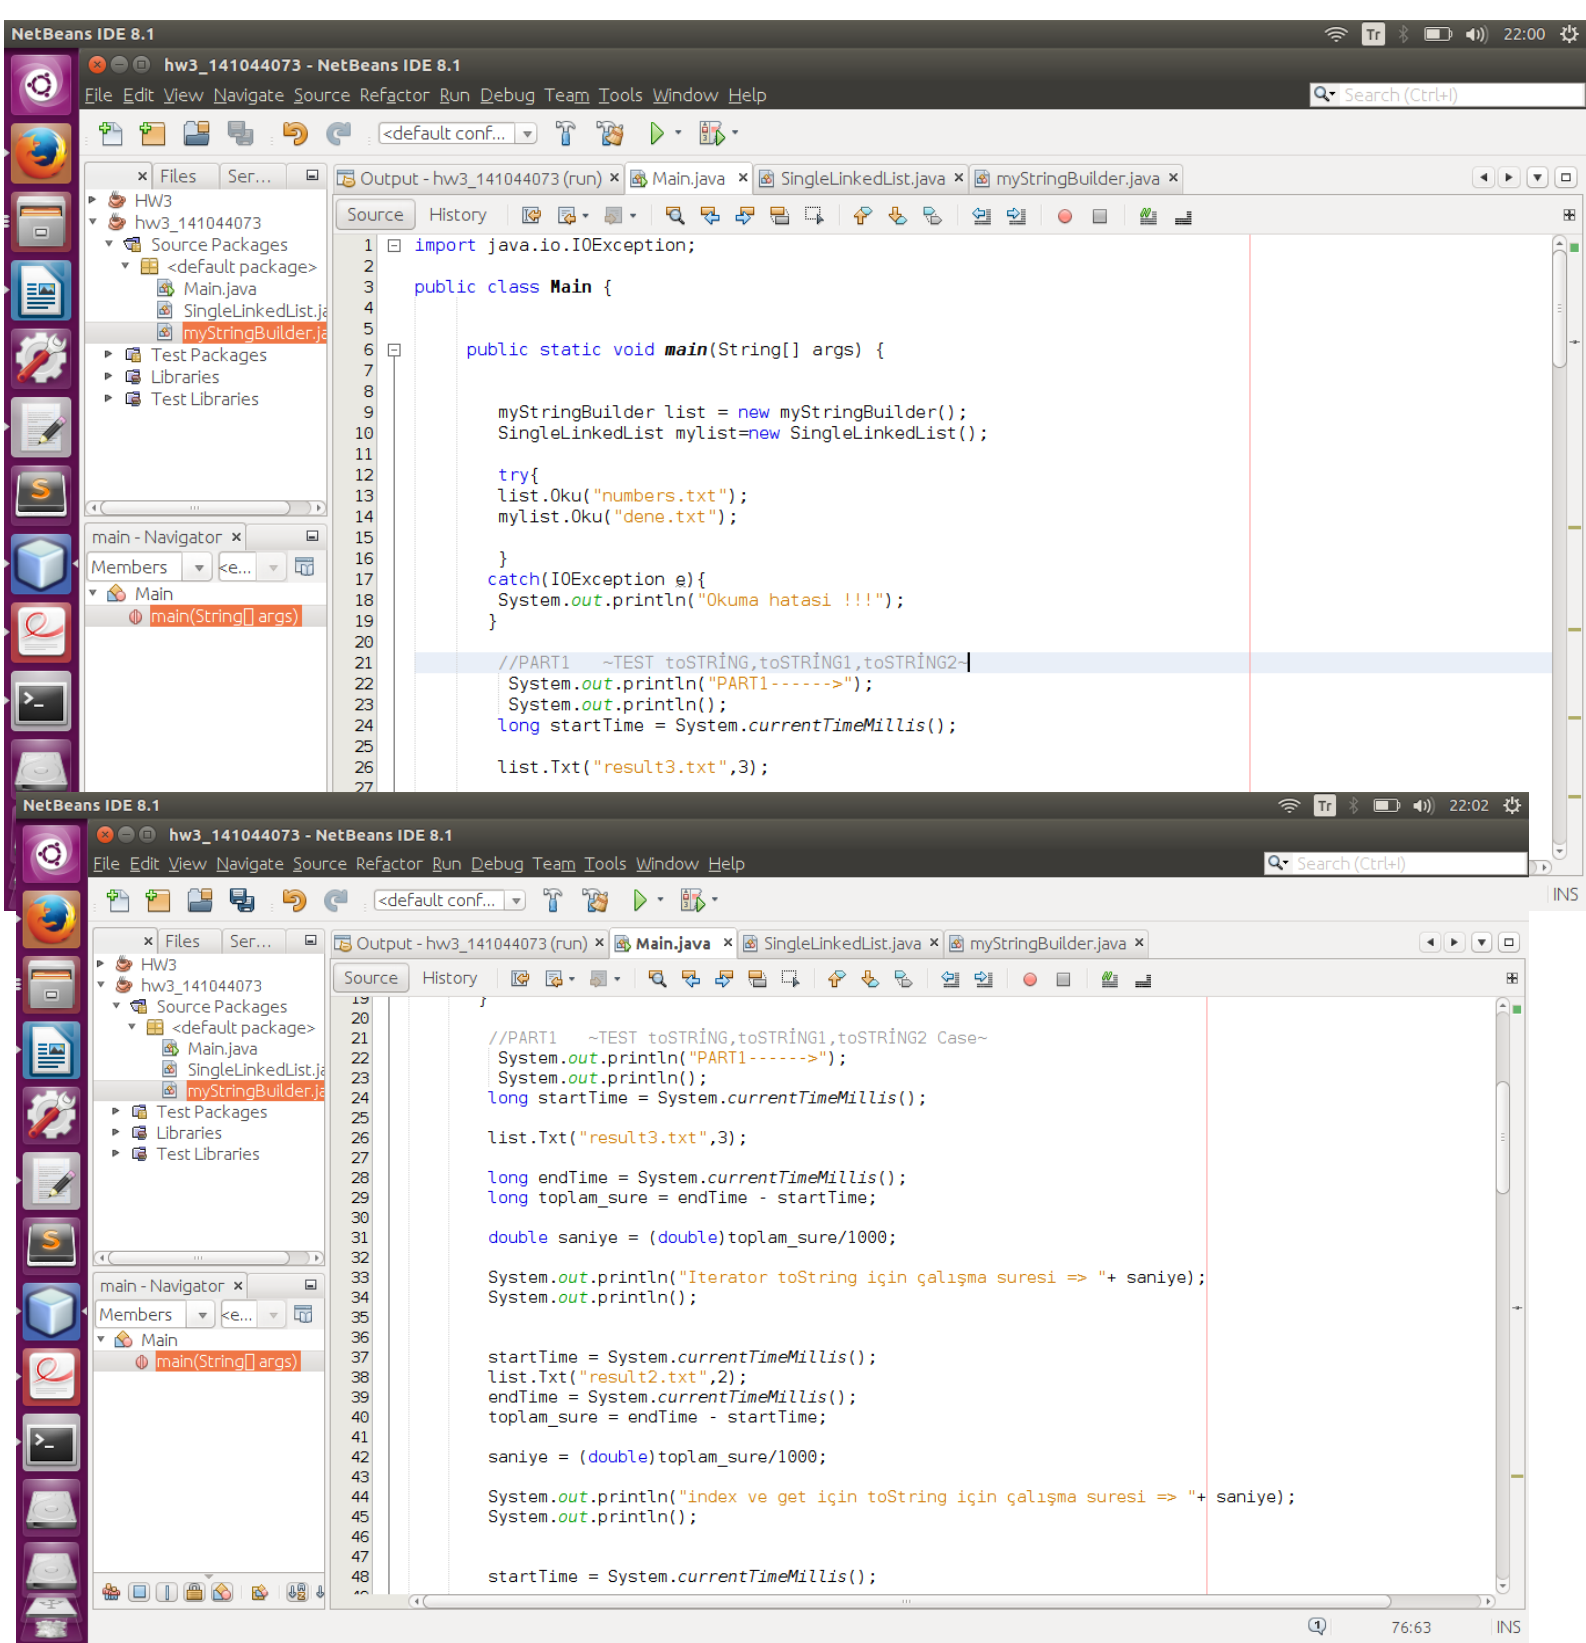 NetBeans IDE 8.1 Tr 22:00
hw3_141044073 - NetBeans IDE 8.1
File Edit View Navigate Source Refactor Run Debug Team Tools Window Help Search (Ctrl+I)
<default conf...
Files Ser... Output - hw3_141044073 (run) Main.java SingleLinkedList.java myStringBuilder.java
Source History
HW3
hw3_141044073
Source Packages
<default package>
Main.java
SingleLinkedList.ja
myStringBuilder.ja
Test Packages
Libraries
Test Libraries
main - Navigator
Members <e...
Main
main(String[] args)
1 import java.io.IOException;
2
3 public class Main {
4
5
6 public static void main(String[] args) {
7
8
9 myStringBuilder list = new myStringBuilder();
10 SingleLinkedList mylist=new SingleLinkedList();
11
12 try{
13 list.Oku("numbers.txt");
14 mylist.Oku("dene.txt");
15
16 }
17 catch(IOException e){
18 System.out.println("Okuma hatasi !!!");
19 }
20
21 //PART1   ~TEST toSTRİNG,toSTRİNG1,toSTRİNG2~
22 System.out.println("PART1------>");
23 System.out.println();
24 long startTime = System.currentTimeMillis();
25
26 list.Txt("result3.txt",3);
27
INS
NetBeans IDE 8.1 Tr 22:02
hw3_141044073 - NetBeans IDE 8.1
File Edit View Navigate Source Refactor Run Debug Team Tools Window Help Search (Ctrl+I)
<default conf...
Files Ser... Output - hw3_141044073 (run) Main.java SingleLinkedList.java myStringBuilder.java
Source History
HW3
hw3_141044073
Source Packages
<default package>
Main.java
SingleLinkedList.ja
myStringBuilder.ja
Test Packages
Libraries
Test Libraries
main - Navigator
Members <e...
Main
main(String[] args)
19 }
20
21 //PART1   ~TEST toSTRİNG,toSTRİNG1,toSTRİNG2 Case~
22 System.out.println("PART1------>");
23 System.out.println();
24 long startTime = System.currentTimeMillis();
25
26 list.Txt("result3.txt",3);
27
28 long endTime = System.currentTimeMillis();
29 long toplam_sure = endTime - startTime;
30
31 double saniye = (double)toplam_sure/1000;
32
33 System.out.println("Iterator toString için çalışma suresi => "+ saniye);
34 System.out.println();
35
36
37 startTime = System.currentTimeMillis();
38 list.Txt("result2.txt",2);
39 endTime = System.currentTimeMillis();
40 toplam_sure = endTime - startTime;
41
42 saniye = (double)toplam_sure/1000;
43
44 System.out.println("index ve get için toString için çalışma suresi => "+ saniye);
45 System.out.println();
46
47
48 startTime = System.currentTimeMillis();
76:63 INS